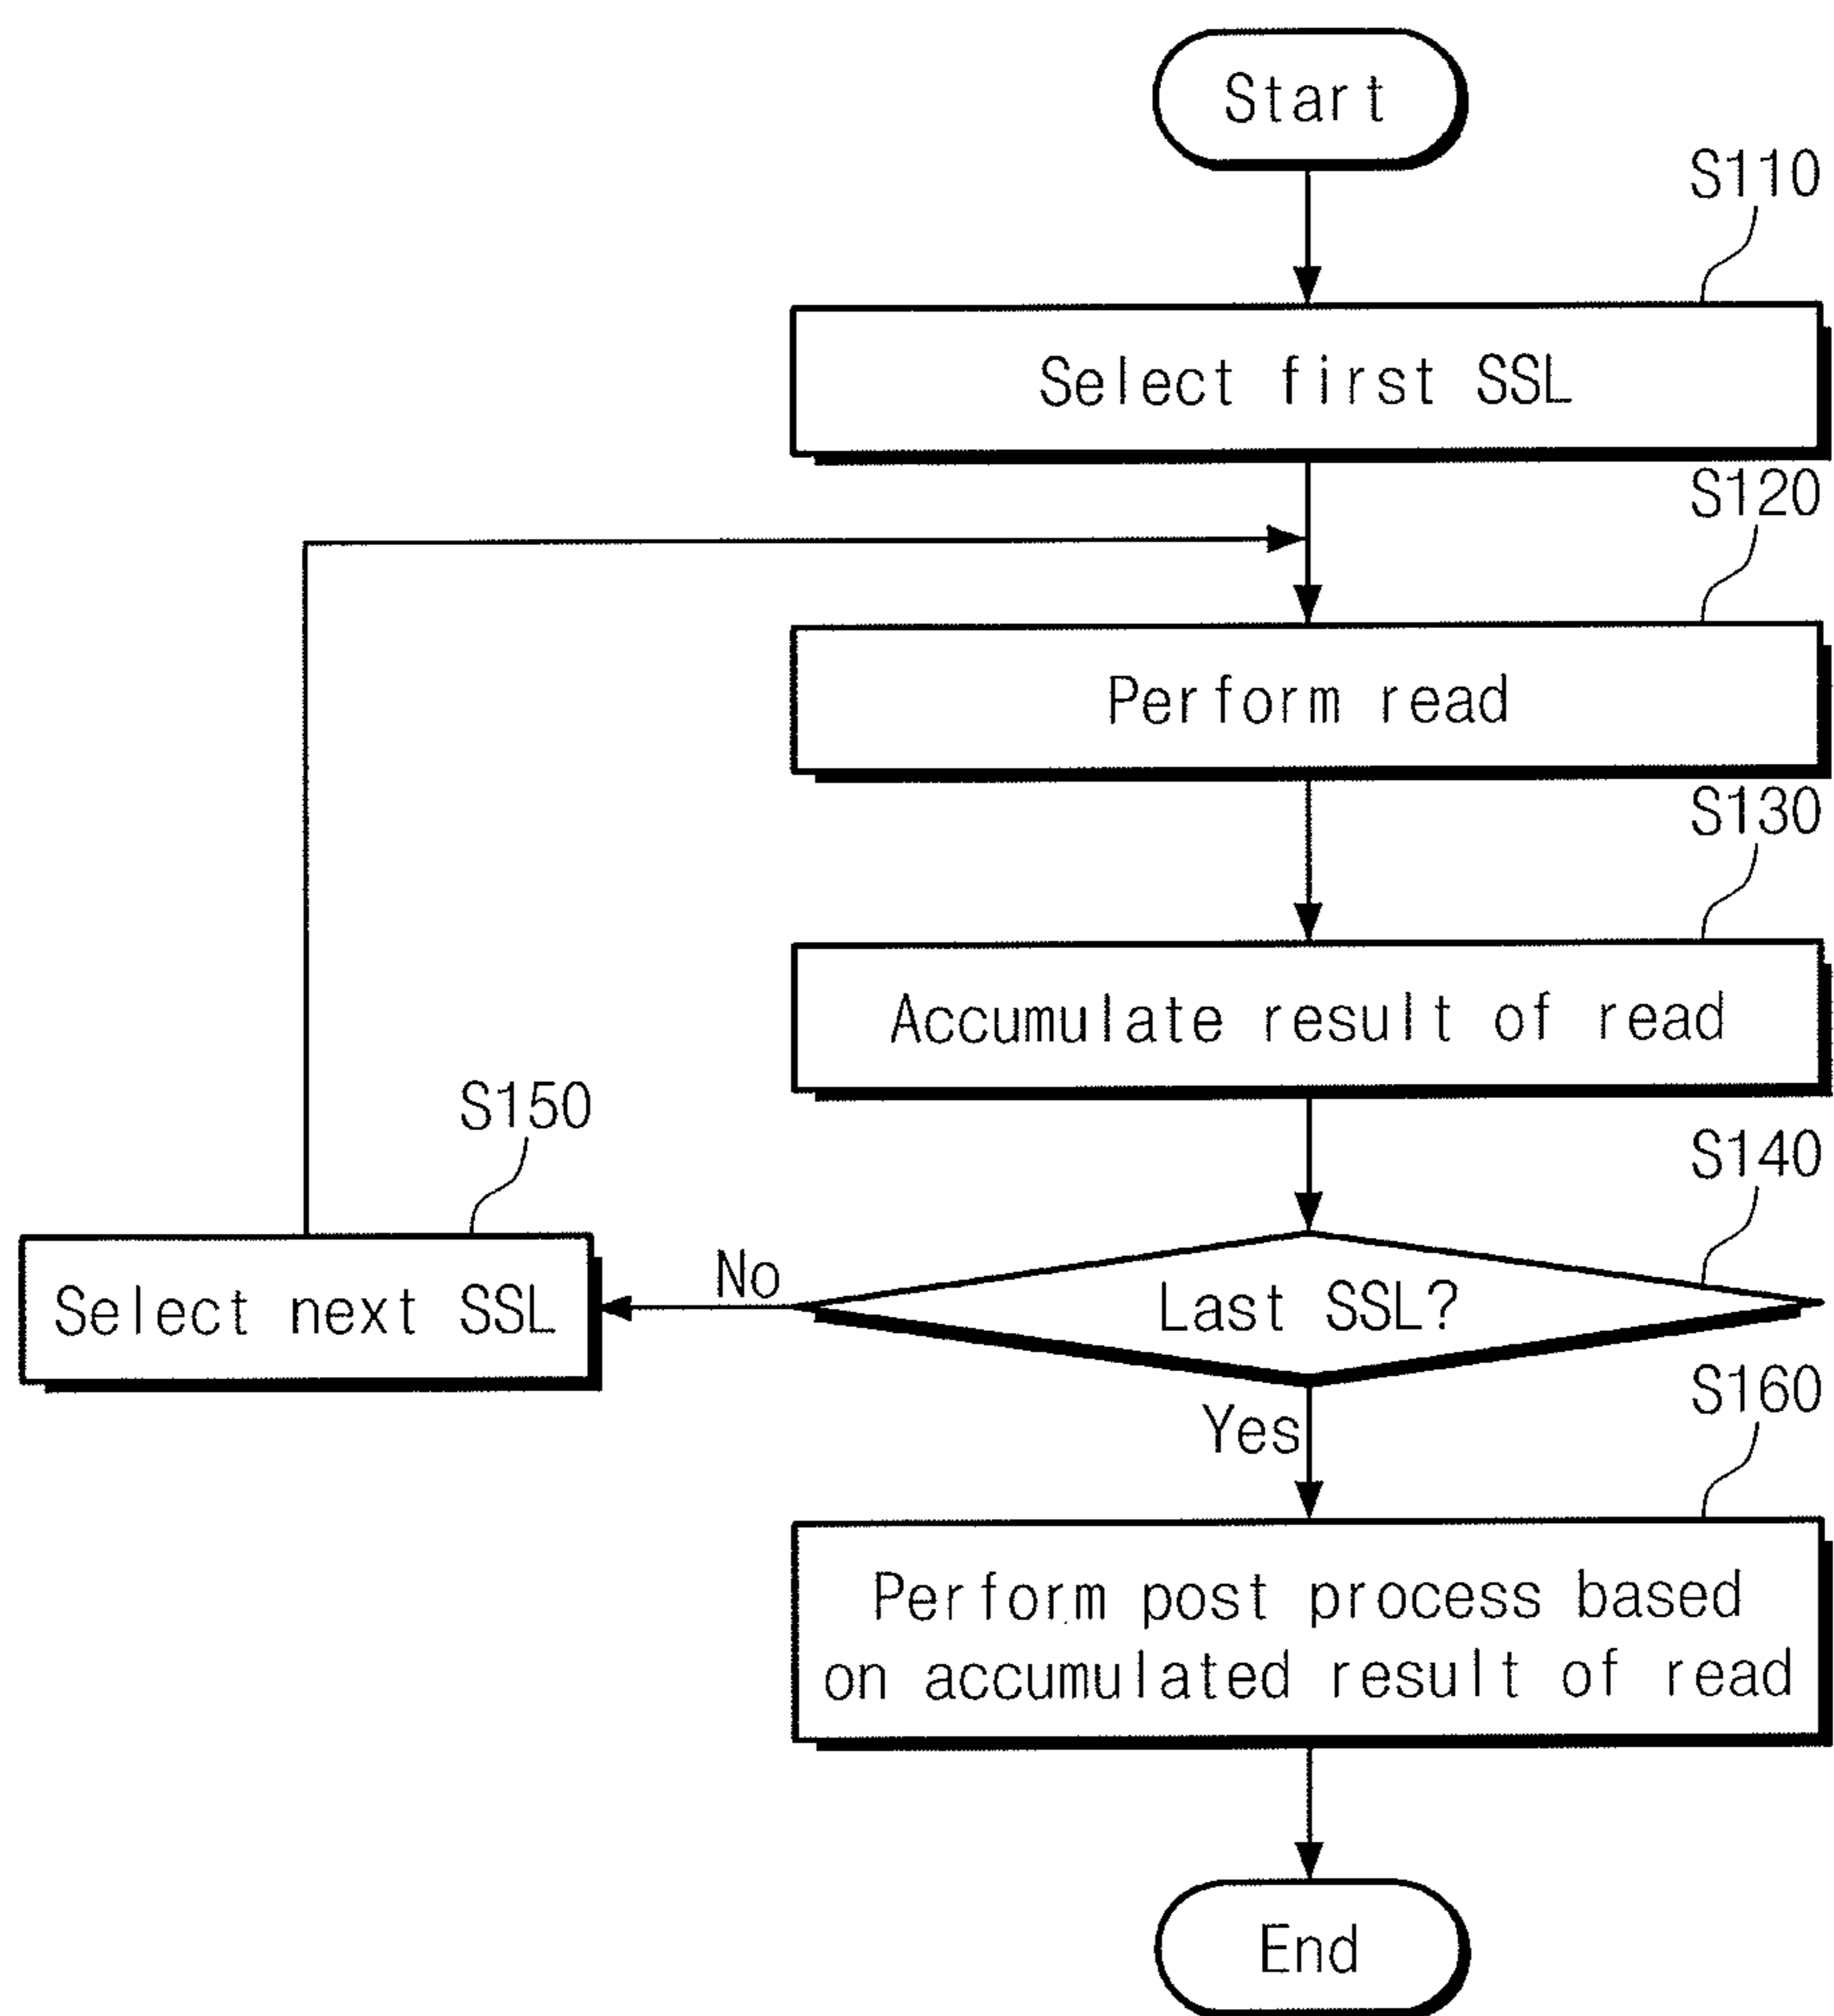 Start
S110
Select first SSL
S120
Perform read
S130
Accumulate result of read
S150
S140
Select next SSL
No
Last SSL?
S160
Yes
Perform post process based
on accumulated result of read
End